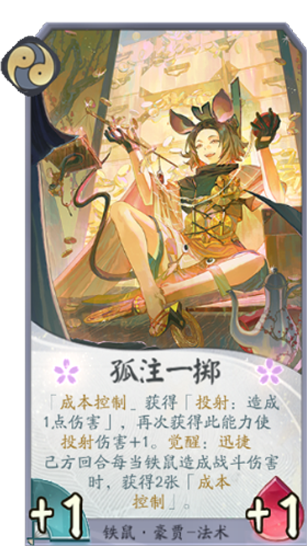 孤注一掷
「成本控制」获得「投射：造成
1点伤害」，再次获得此能力使
投射伤害+1。觉醒：迅捷
己方回合每当铁鼠造成战斗伤害
时，获得2张「成本
控制」。
+1
+1
铁鼠·豪贾-法术